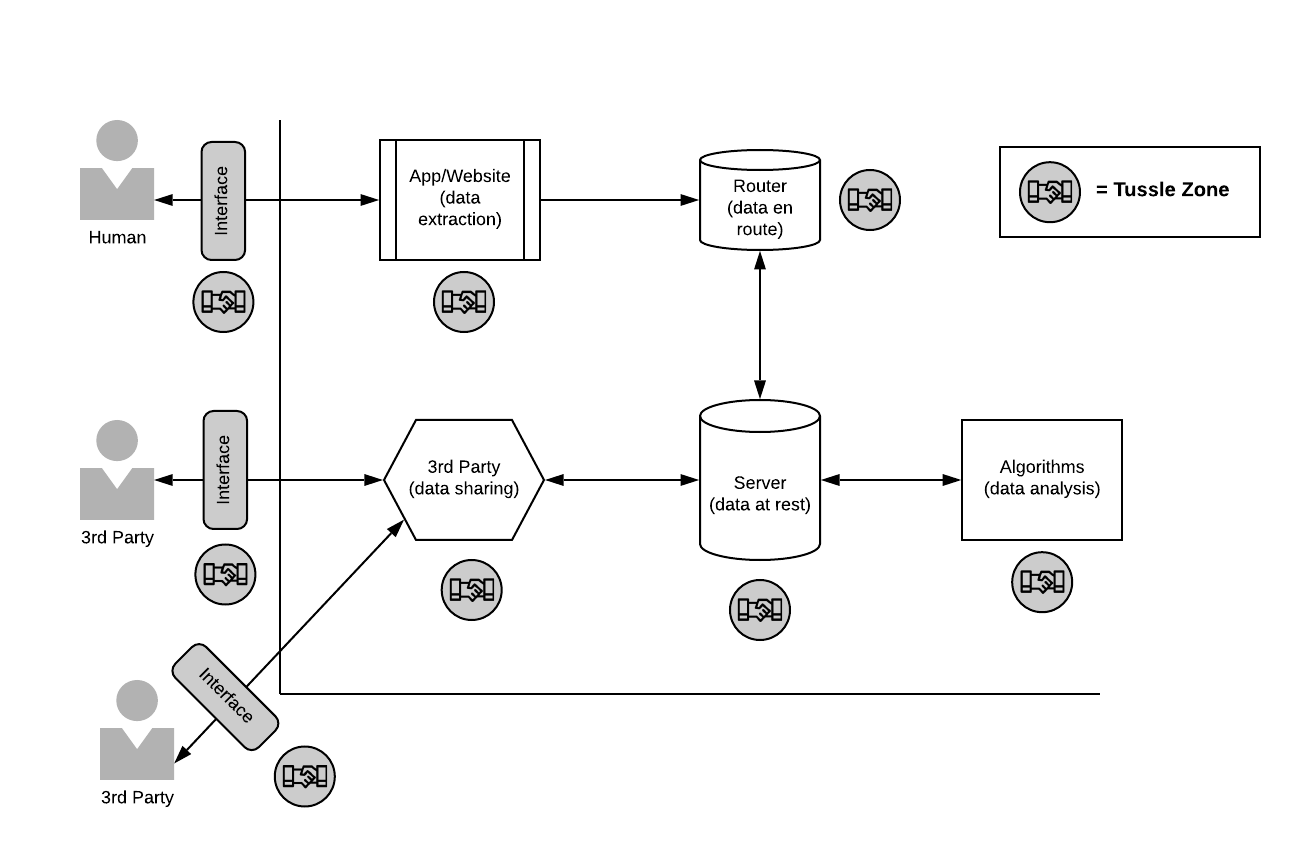 Interface
Human
App/Website
(data
extraction)
Router
(data en
route)
= Tussle Zone
Interface
3rd Party
3rd Party
(data sharing)
Server
(data at rest)
Algorithms
(data analysis)
Interface
3rd Party